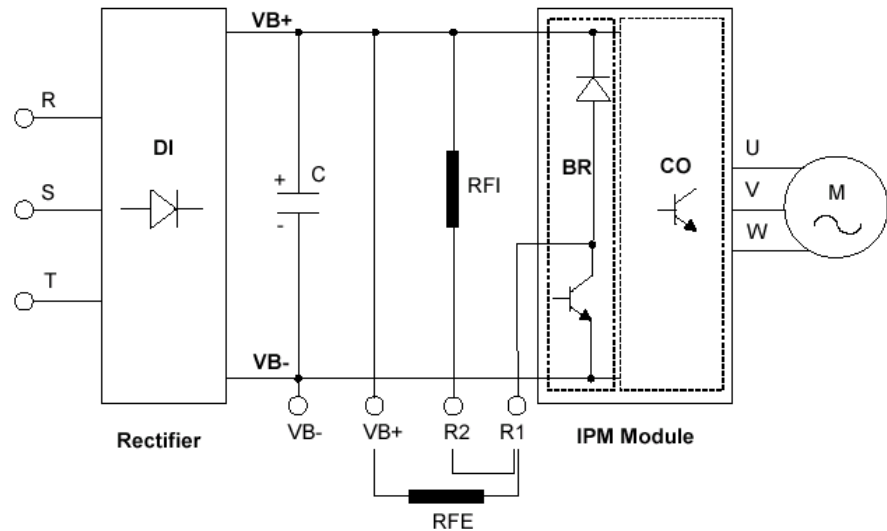 VB+
R
DI
S
T
+
C
-
RFI
BR
CO
U
V
W
M
VB-
VB-
VB+
R2
R1
Rectifier
IPM Module
RFE